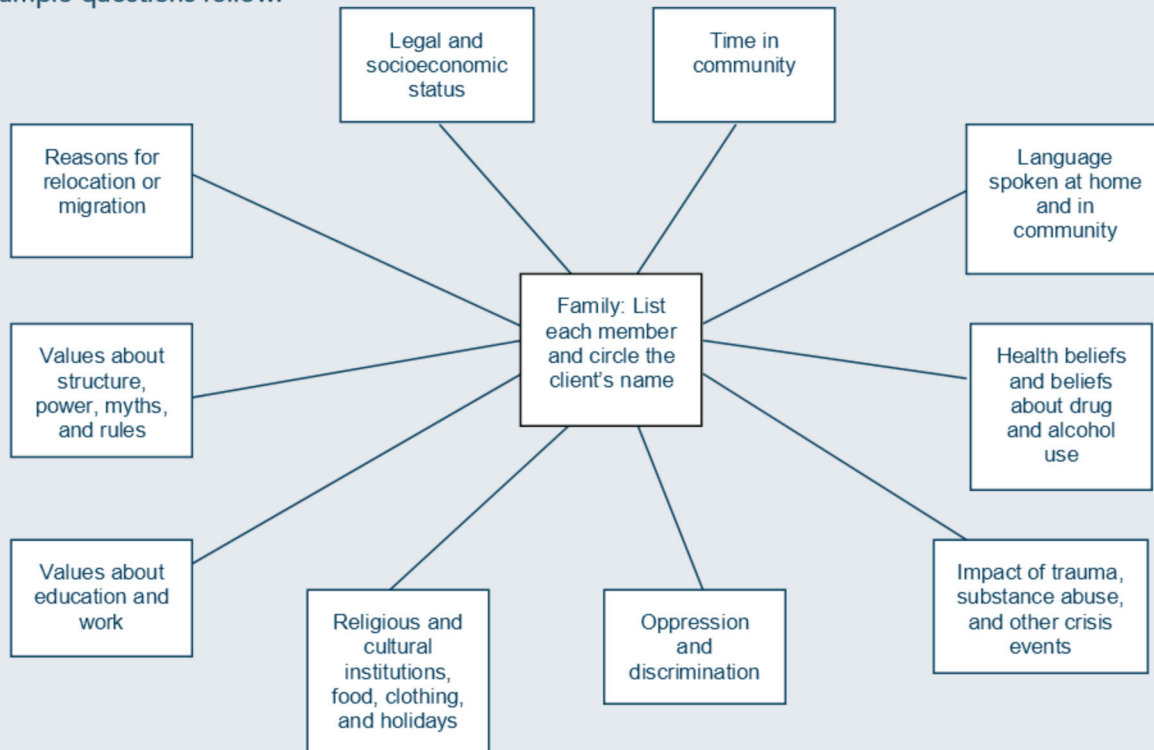 Legal and
socioeconomic
status
Time in
community
Reasons for
relocation or
migration
Language
spoken at home
and in
community
Family: List
each member
and circle the
client's name
Values about
structure,
power, myths,
and rules
Health beliefs
and beliefs
about drug
and alcohol
use
Values about
education and
work
Religious and
cultural
institutions,
food, clothing,
and holidays
Oppression
and
discrimination
Impact of trauma,
substance abuse,
and other crisis
events